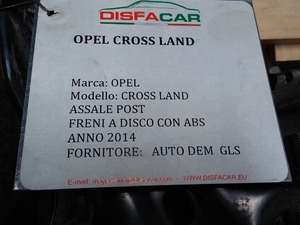 DISFACAR
OPEL CROSS LAND
Marca: OPEL
Modello: CROSS LAND
ASSALE POST
FRENI A DISCO CON ABS
ANNO 2014
FORNITORE: AUTO DEM GLS
E-mail: WWW.DISFACAR.EU